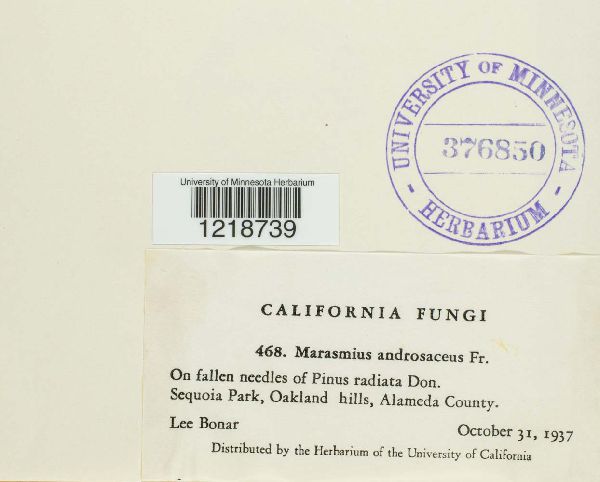 UNIVERSITY OF MINNESOTA
376850
- HERBARIUM -
University of Minnesota Herbarium
1218739
CALIFORNIA FUNGI
468. Marasmius androsaceus Fr.
On fallen needles of Pinus radiata Don.
Sequoia Park, Oakland hills, Alameda County.
Lee Bonar October 31, 1937
Distributed by the Herbarium of the University of California